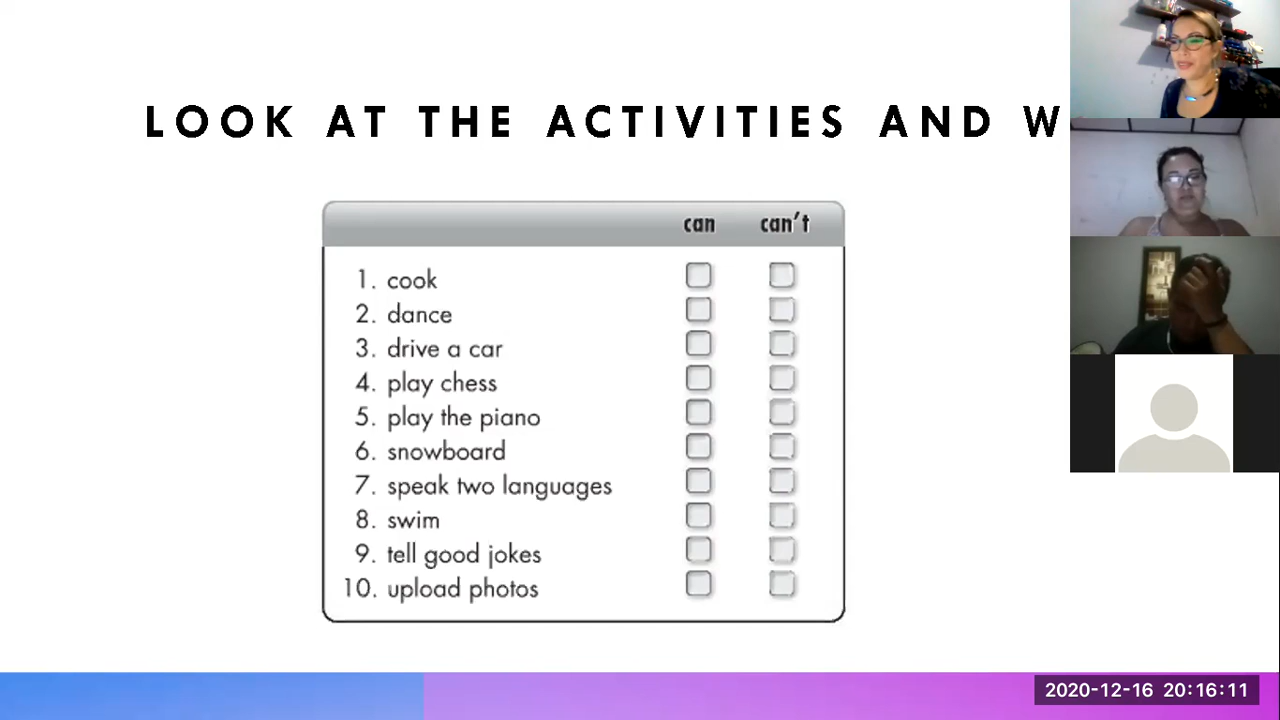 LOOK AT THE ACTIVITIES AND W
can can't
1. cook
2. dance
3. drive a car
4. play chess
5. play the piano
6. snowboard
7. speak two languages
8. swim
9. tell good jokes
10. upload photos
2020-12-16 20:16:11